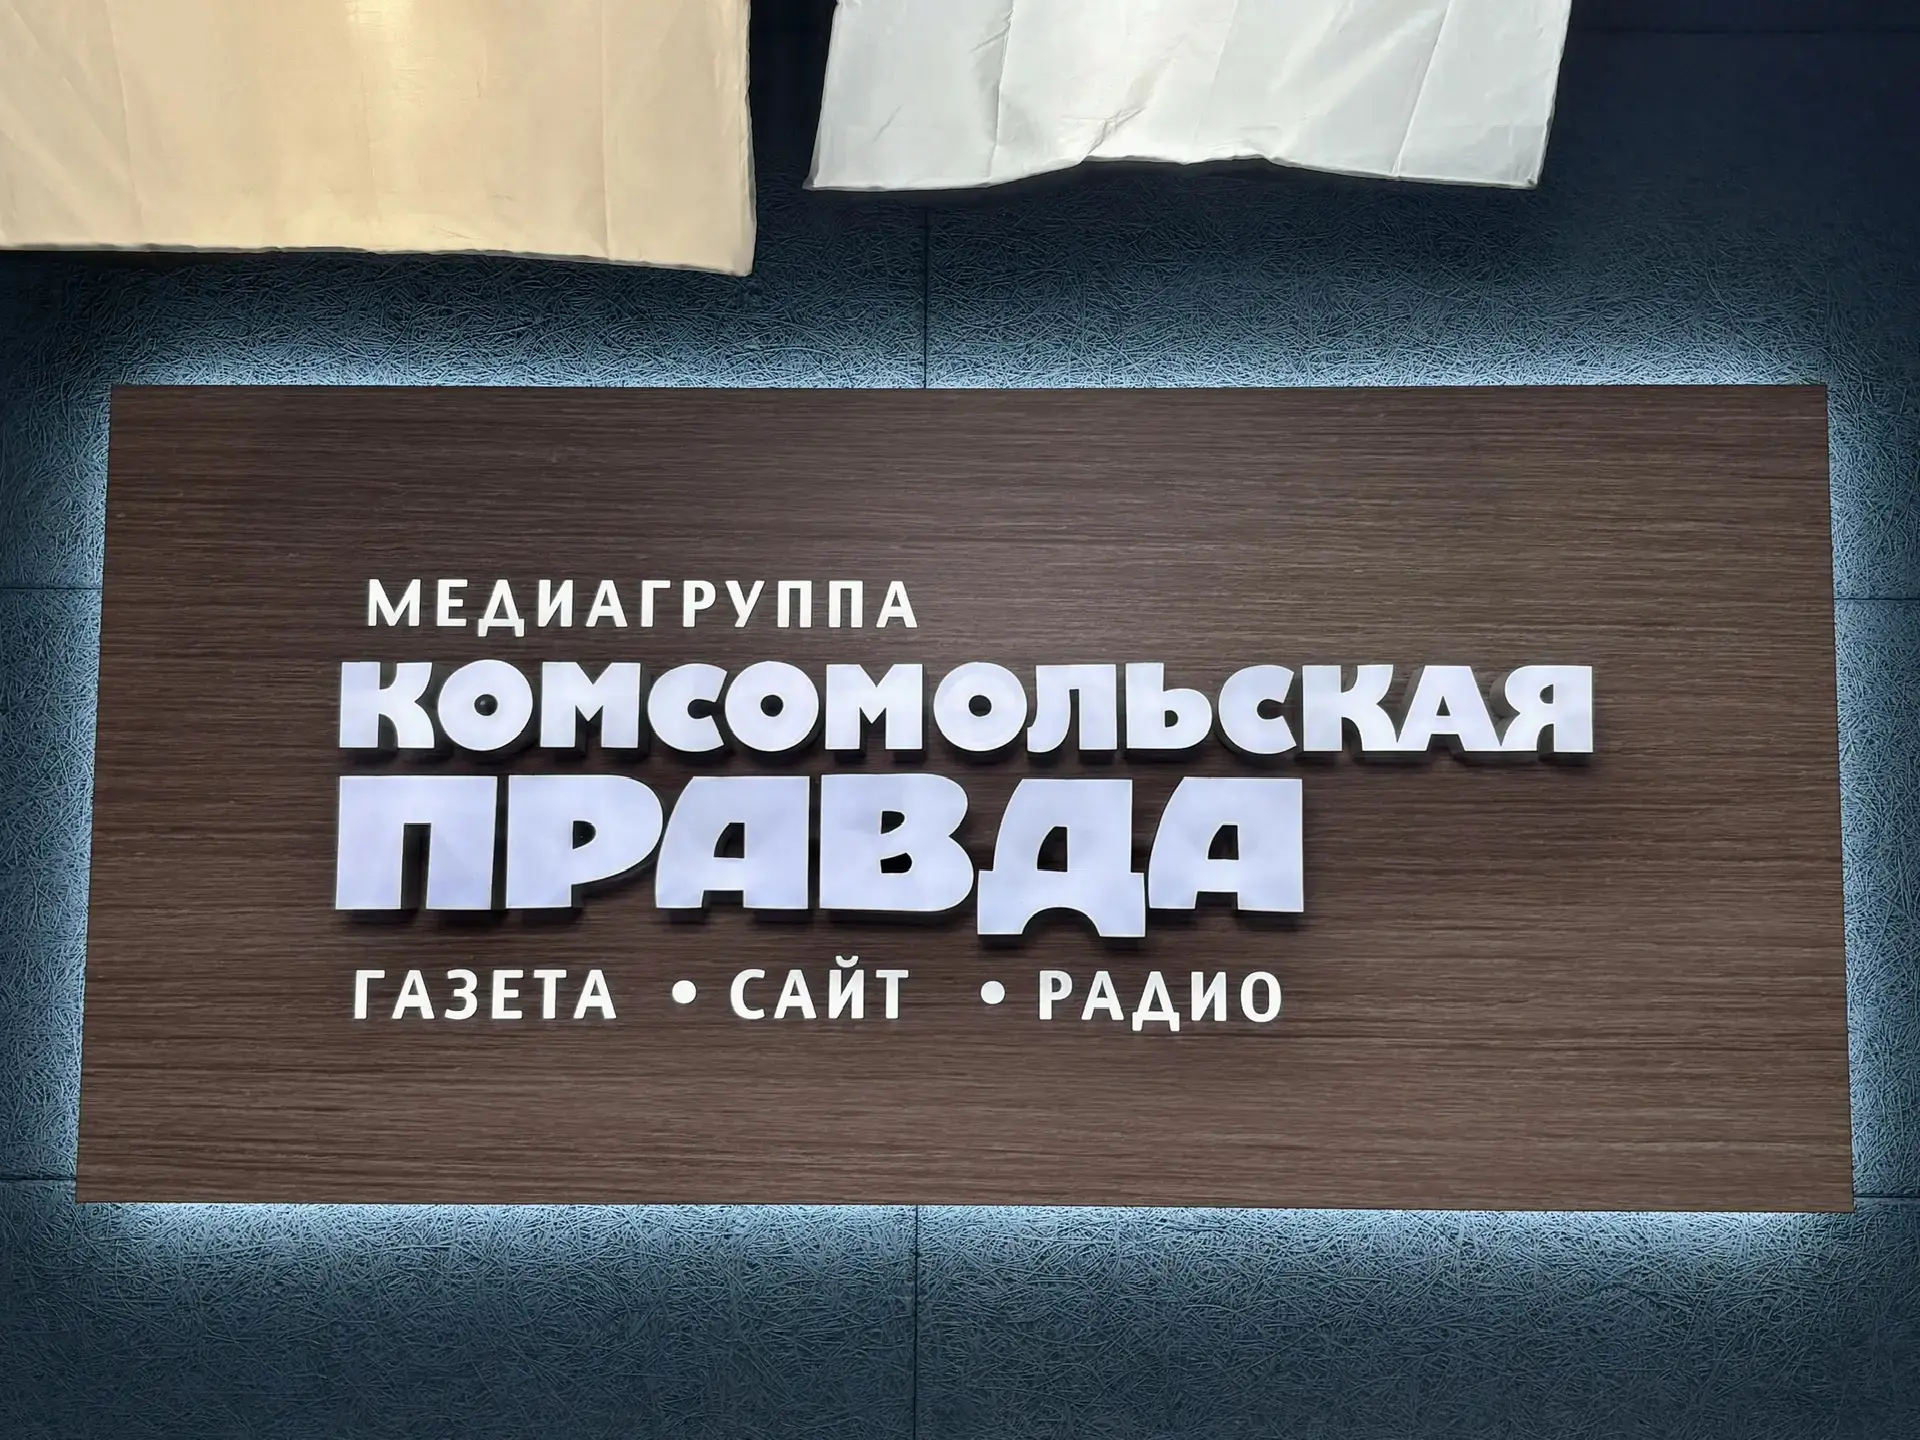 МЕДИАГРУППА
КОМСОМОЛЬСКАЯ
ПРАВДА
ГАЗЕТА • САЙТ • РАДИО